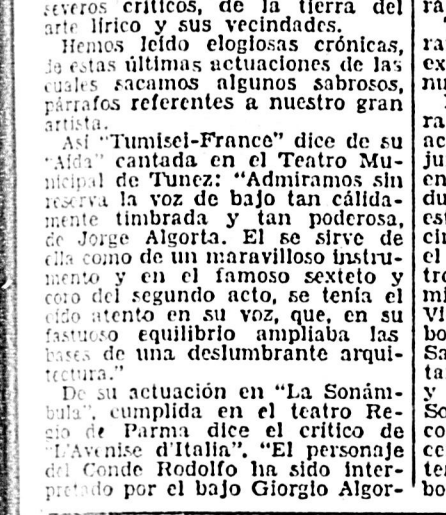 severos críticos, de la tierra del
arte lírico y sus vecindades.
Hemos leído elogiosas crónicas,
de estas últimas actuaciones de las
cuales sacamos algunos sabrosos,
párrafos referentes a nuestro gran
artista.
Así "Tumisei-France" dice de su
"Aída" cantada en el Teatro Mu-
nicipal de Tunez: "Admiramos sin
reserva la voz de bajo tan cálida-
mente timbrada y tan poderosa,
de Jorge Algorta. El se sirve de
ella como de un maravilloso instru-
mento y en el famoso sexteto y
coro del segundo acto, se tenía el
oído atento en su voz, que, en su
fastuoso equilibrio ampliaba las
bases de una deslumbrante arqui-
tectura."
De su actuación en "La Sonám-
bula", cumplida en el teatro Re-
gio de Parma dice el crítico de
"L'Avenise d'Italia". "El personaje
del Conde Rodolfo ha sido inter-
pretado por el bajo Giorgio Algor-